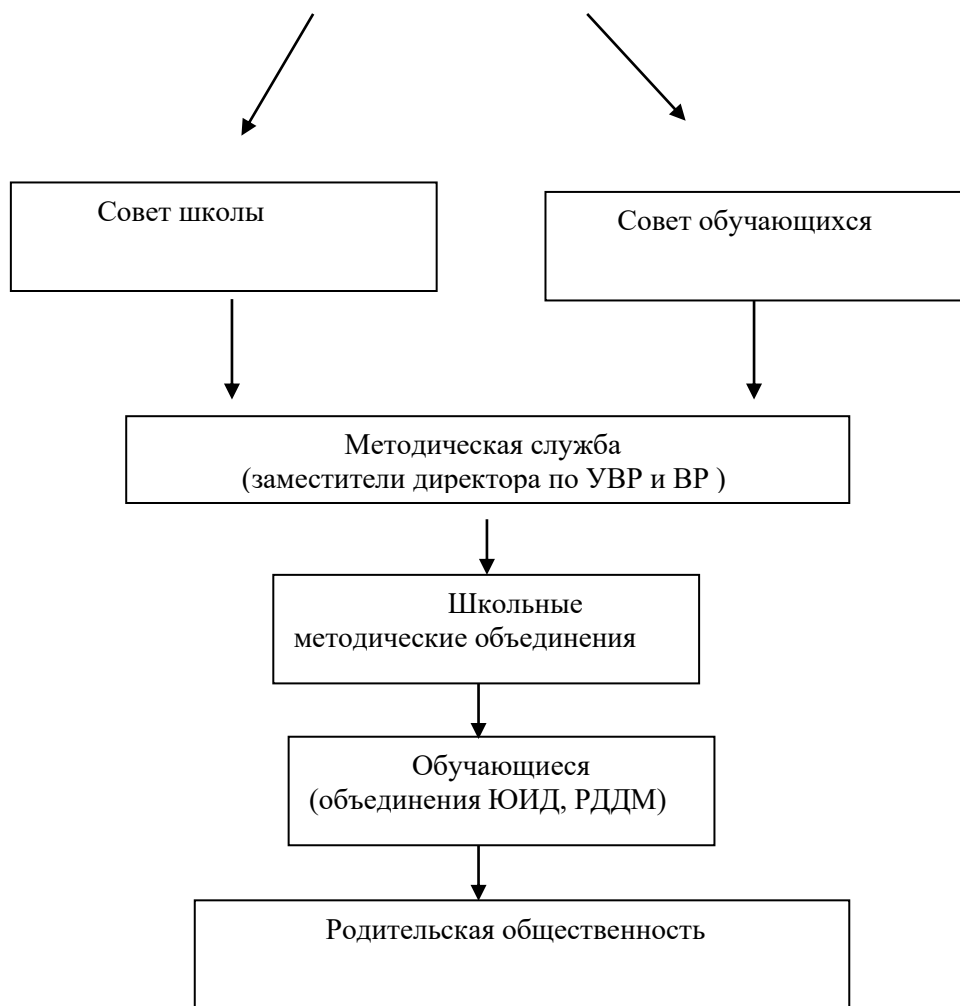 Совет школы
Совет обучающихся
Методическая служба
(заместители директора по УВР и ВР )
Школьные
методические объединения
Обучающиеся
(объединения ЮИД, РДДМ)
Родительская общественность